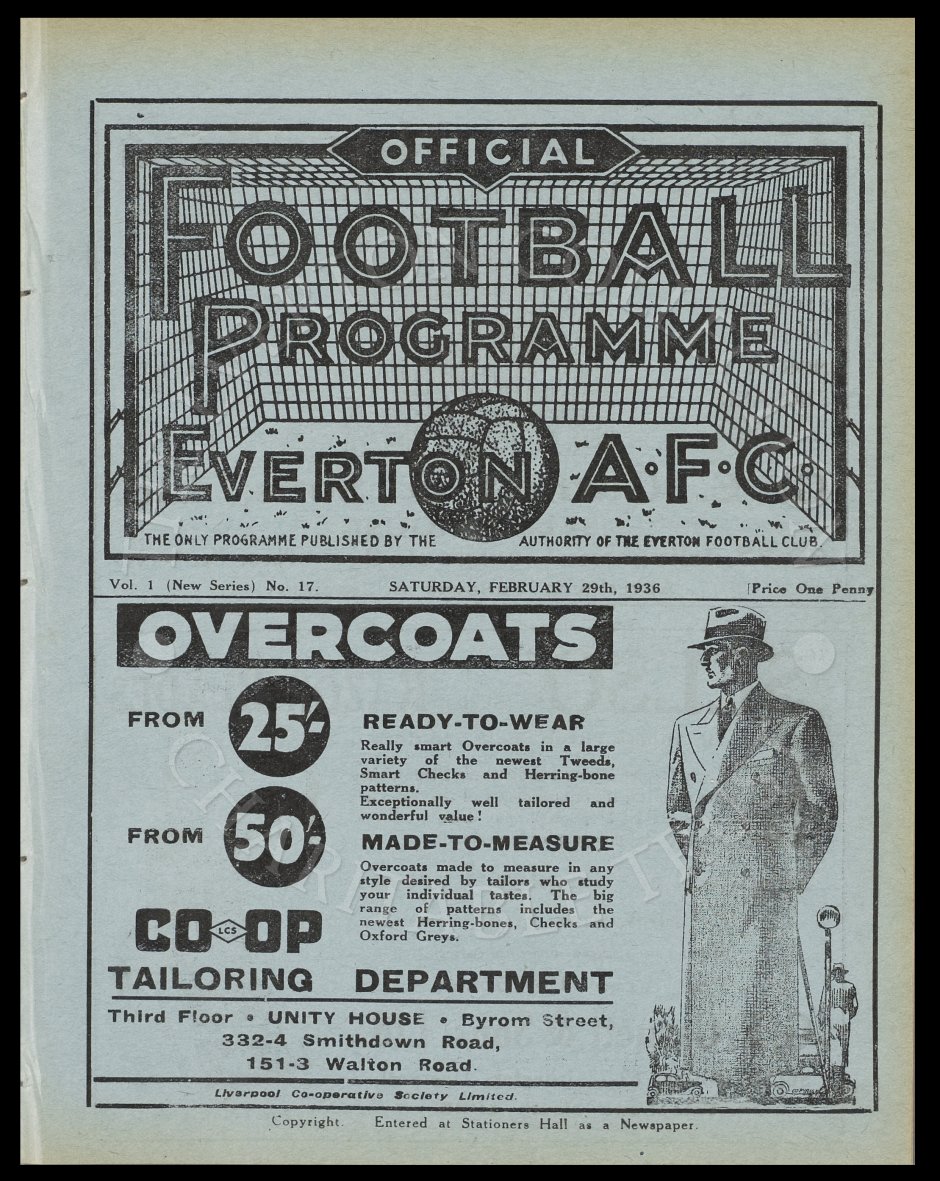 OFFICIAL
FOOTBALL
PROGRAMME
EVERTON A.F.C.
THE ONLY PROGRAMME PUBLISHED BY THE AUTHORITY OF THE EVERTON FOOTBALL CLUB.
Vol. 1 (New Series) No. 17. SATURDAY, FEBRUARY 29th, 1936 Price One Penny
OVERCOATS
FROM 25/-
READY-TO-WEAR
Really smart Overcoats in a large
variety of the newest Tweeds,
Smart Checks and Herring-bone
patterns.
Exceptionally well tailored and
wonderful value!
FROM 50/-
MADE-TO-MEASURE
Overcoats made to measure in any
style desired by tailors who study
your individual tastes. The big
range of patterns includes the
newest Herring-bones, Checks and
Oxford Greys.
CO LCS OP
TAILORING DEPARTMENT
Third Floor • UNITY HOUSE • Byrom Street,
332-4 Smithdown Road,
151-3 Walton Road.
Liverpool Co-operative Society Limited.
Copyright. Entered at Stationers Hall as a Newspaper.